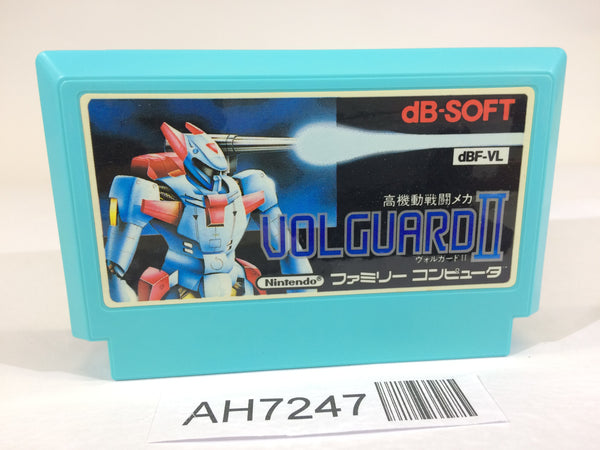 dB-SOFT
dBF-VL
高機動戦闘メカ
VOLGUARD II
ヴォルガードII
Nintendo® ファミリー コンピュータ
AH7247